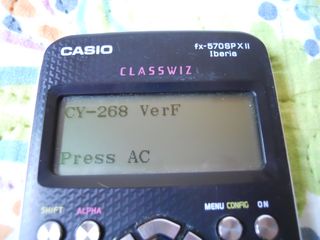 CASIO
fx-570SP X II
Iberia
CLASSWIZ
CY-268 VerF
Press AC
SHIFT
ALPHA
MENU
CONFIG
ON